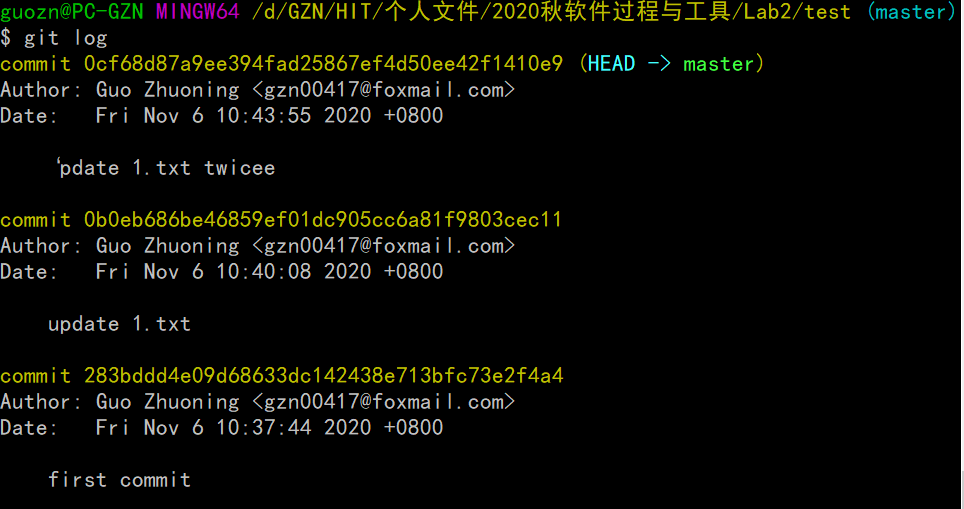 guozn@PC-GZN MINGW64 /d/GZN/HIT/个人文件/2020秋软件过程与工具/Lab2/test (master)
$ git log
commit 0cf68d87a9ee394fad25867ef4d50ee42f1410e9 (HEAD -> master)
Author: Guo Zhuoning <gzn00417@foxmail.com>
Date:   Fri Nov 6 10:43:55 2020 +0800
‘pdate 1.txt twicee
commit 0b0eb686be46859ef01dc905cc6a81f9803cec11
Author: Guo Zhuoning <gzn00417@foxmail.com>
Date:   Fri Nov 6 10:40:08 2020 +0800
update 1.txt
commit 283bddd4e09d68633dc142438e713bfc73e2f4a4
Author: Guo Zhuoning <gzn00417@foxmail.com>
Date:   Fri Nov 6 10:37:44 2020 +0800
first commit